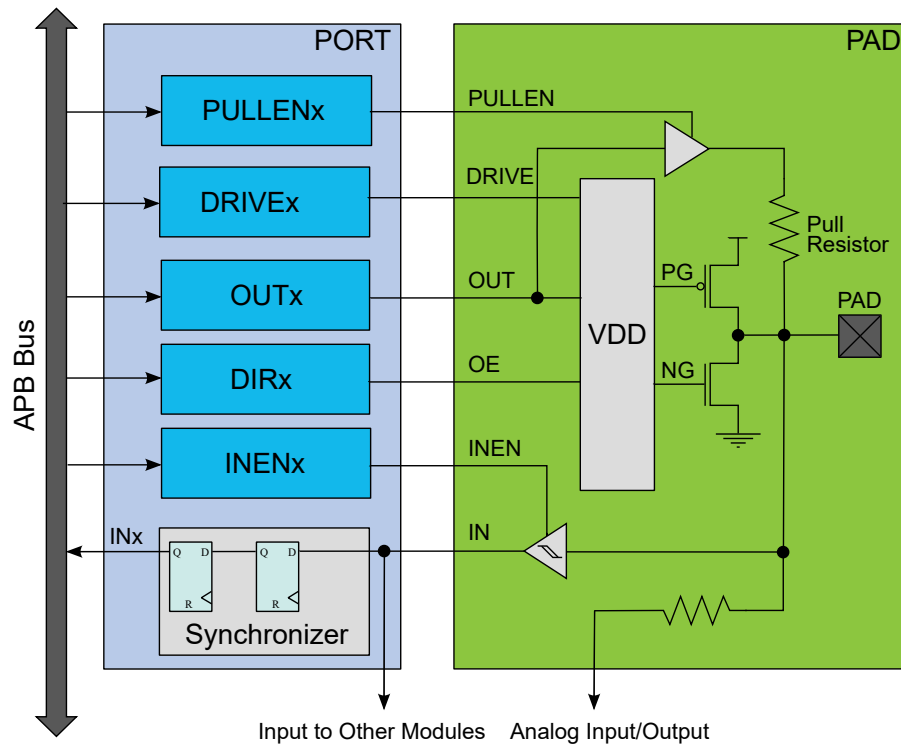 PORT
PAD
PULLENx
PULLEN
DRIVEx
DRIVE
Pull
Resistor
OUTx
OUT
PG
PAD
VDD
DIRx
OE
NG
APB Bus
INENx
INEN
INx
IN
Q D
Q D
R
R
Synchronizer
Input to Other Modules
Analog Input/Output